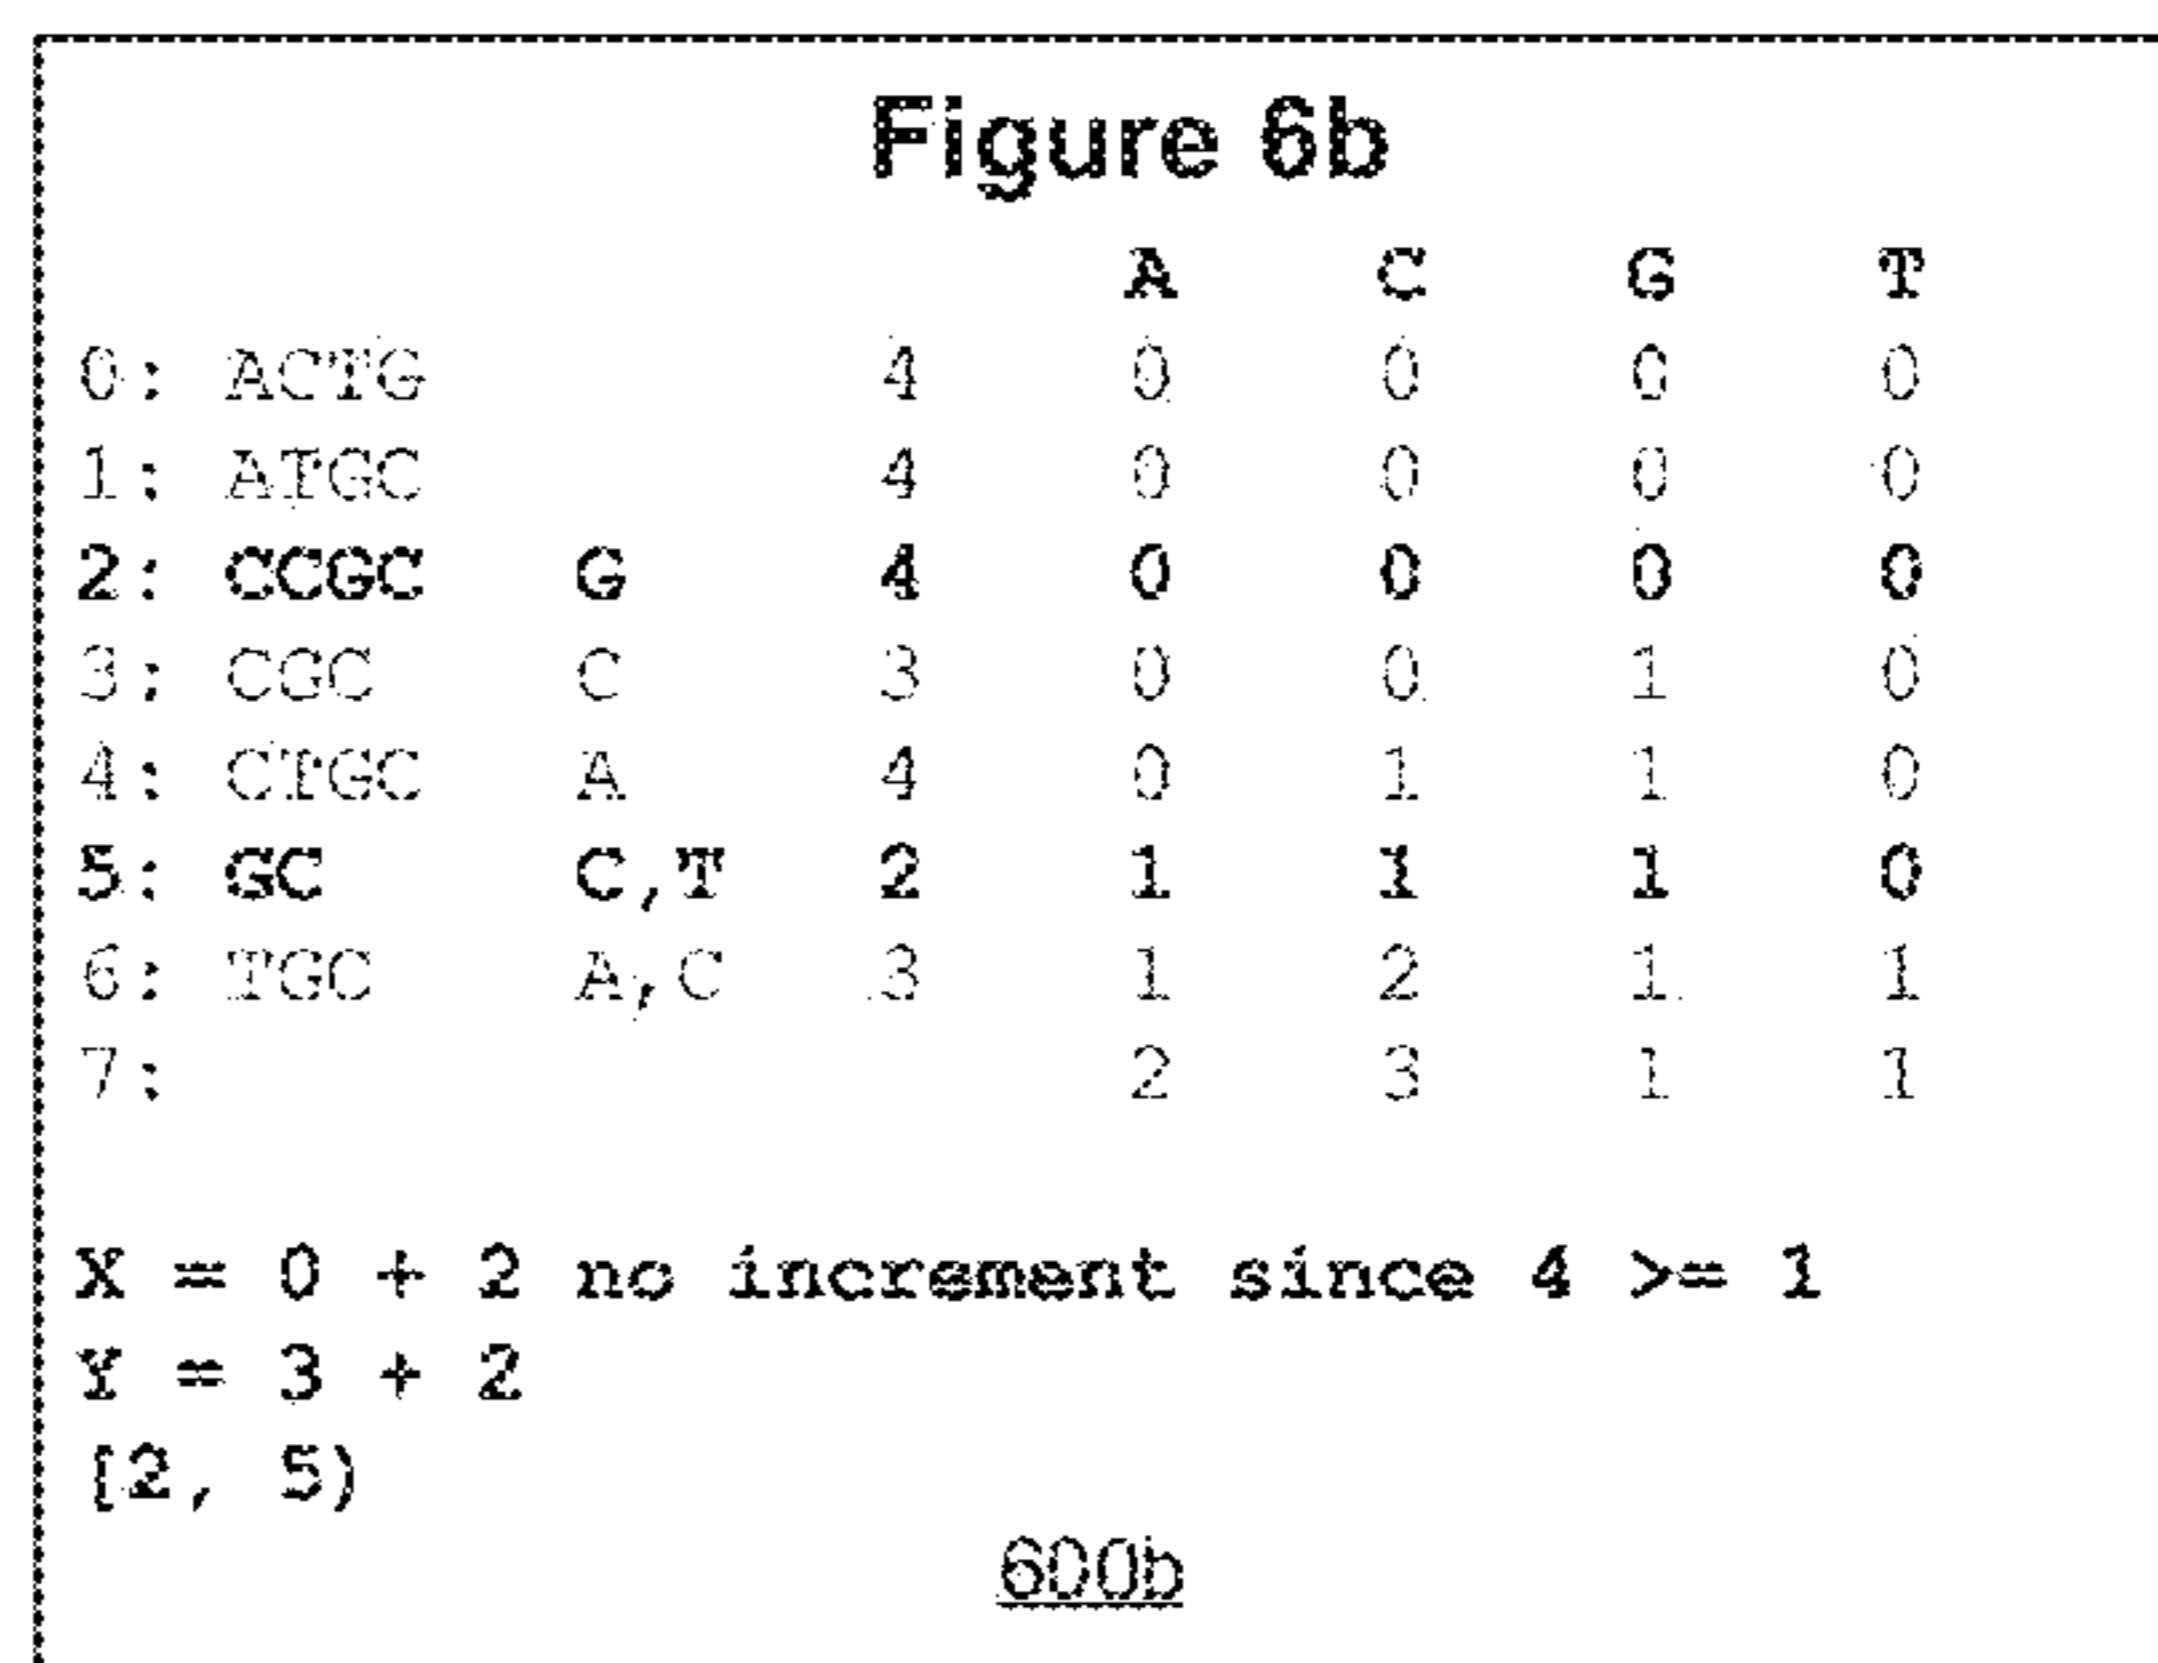 Figure 6b
A C G T
0: ACTG 4 0 0 0 0
1: ATGC 4 0 0 0 0
2: CCGC G 4 0 0 0 0
3: CGC C 3 0 0 1 0
4: CTGC A 4 0 1 1 0
5: GC C,T 2 1 1 1 0
6: TGC A,C 3 1 2 1 1
7: 2 3 1 1
X = 0 + 2 no increment since 4 >= 1
Y = 3 + 2
[2, 5)
600b